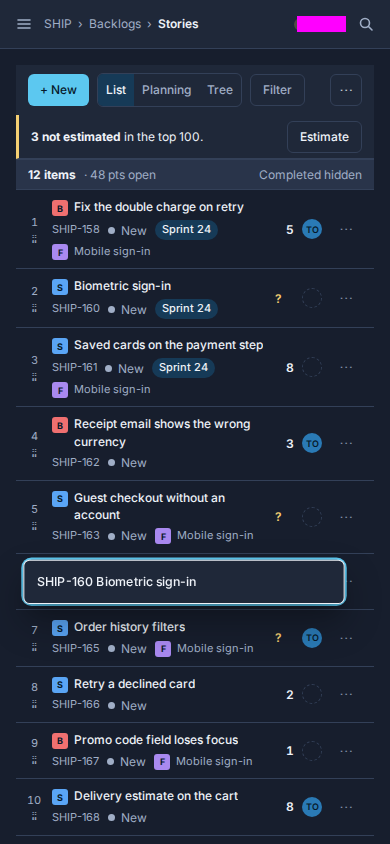 SHIP › Backlogs › Stories
+ New List Planning Tree Filter ···
3 not estimated in the top 100. Estimate
12 items · 48 pts open Completed hidden
1 B Fix the double charge on retry
SHIP-158 New Sprint 24 5 TO ···
F Mobile sign-in
2 S Biometric sign-in
SHIP-160 New Sprint 24 ? ···
3 S Saved cards on the payment step
SHIP-161 New Sprint 24 8 ···
F Mobile sign-in
4 B Receipt email shows the wrong
currency 3 TO ···
SHIP-162 New
5 S Guest checkout without an
account ? ···
SHIP-163 New F Mobile sign-in
SHIP-160 Biometric sign-in
7 S Order history filters
SHIP-165 New F Mobile sign-in ? TO ···
8 S Retry a declined card
SHIP-166 New 2 ···
9 B Promo code field loses focus
SHIP-167 New F Mobile sign-in 1 ···
10 S Delivery estimate on the cart
SHIP-168 New 8 TO ···